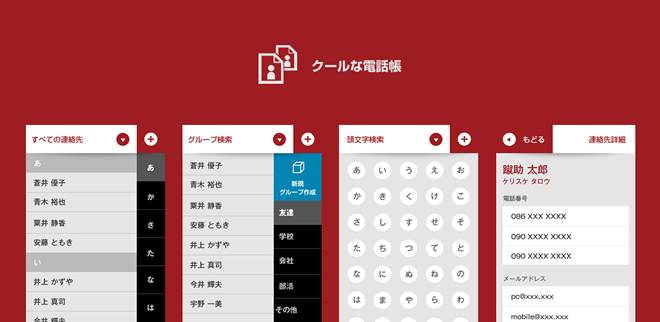 クールな電話帳
すべての連絡先
あ
蒼井 優子
青木 裕也
粟井 静香
安藤 ともき
い
井上 かずや
井上 真司
今井 輝夫
あ
か
さ
た
な
は
グループ検索
蒼井 優子
青木 裕也
粟井 静香
安藤 ともき
井上 かずや
井上 真司
今井 輝夫
宇野 一美
新規
グループ作成
友達
学校
会社
部活
その他
頭文字検索
あ い う え お
か き く け こ
さ し す せ そ
た ち つ て と
な に ぬ ね の
は ま や ら わ
もどる 連絡先詳細
蹴助 太郎
ケリスケ タロウ
電話番号
086 XXX XXXX
090 XXXX XXXX
090 XXXX XXXX
メールアドレス
pc@xxx.xxx
mobile@xxx.xxx